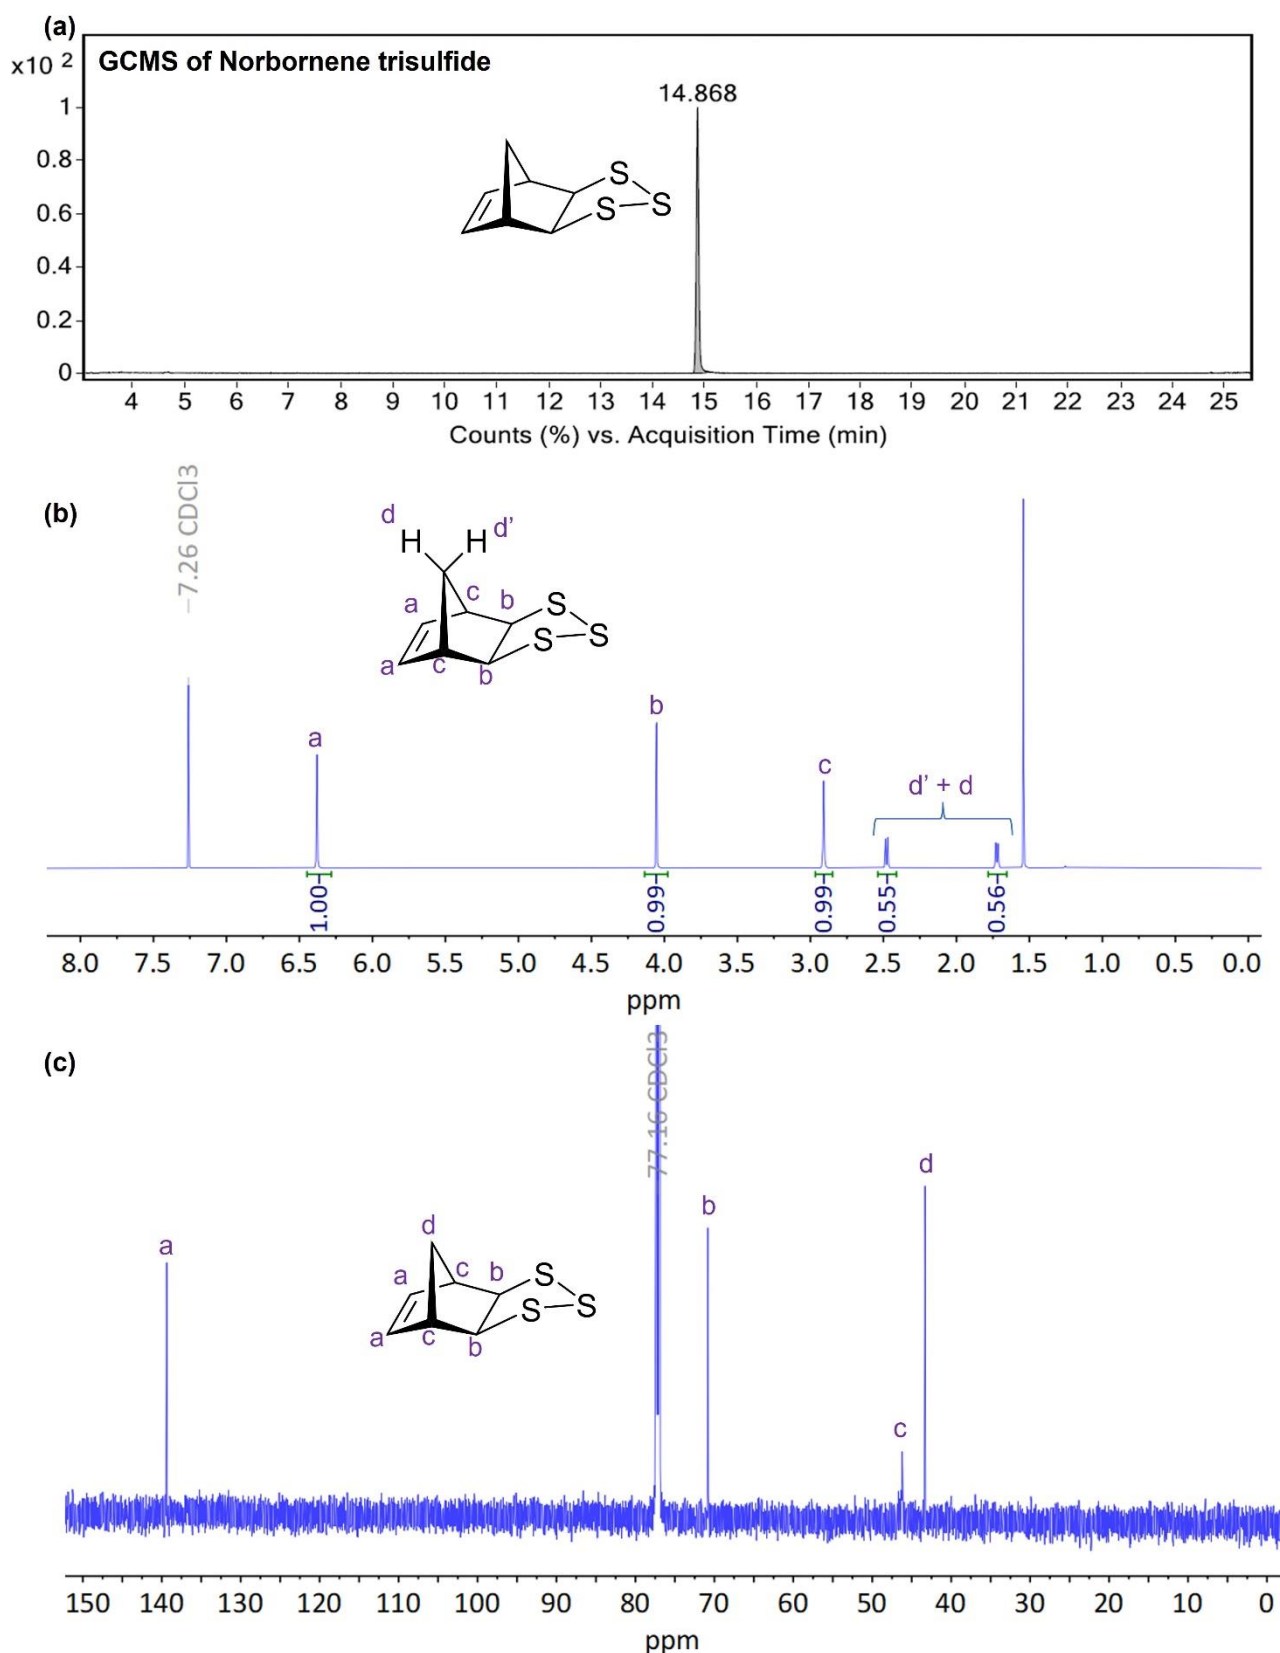 (a)
x10 2
GCMS of Norbornene trisulfide
14.868
1
0.8
0.6
0.4
0.2
0
S
S
S
4 5 6 7 8 9 10 11 12 13 14 15 16 17 18 19 20 21 22 23 24 25
Counts (%) vs. Acquisition Time (min)
(b)
7.26 CDCl3
d
H H d'
a c b S
S S
a c b
a
b
c
d' + d
1.00
0.99
0.99
0.55
0.56
8.0 7.5 7.0 6.5 6.0 5.5 5.0 4.5 4.0 3.5 3.0 2.5 2.0 1.5 1.0 0.5 0.0
ppm
(c)
77.16 CDCl3
a
b
c
d
d
a c b S
S S
a c b
150 140 130 120 110 100 90 80 70 60 50 40 30 20 10 0
ppm